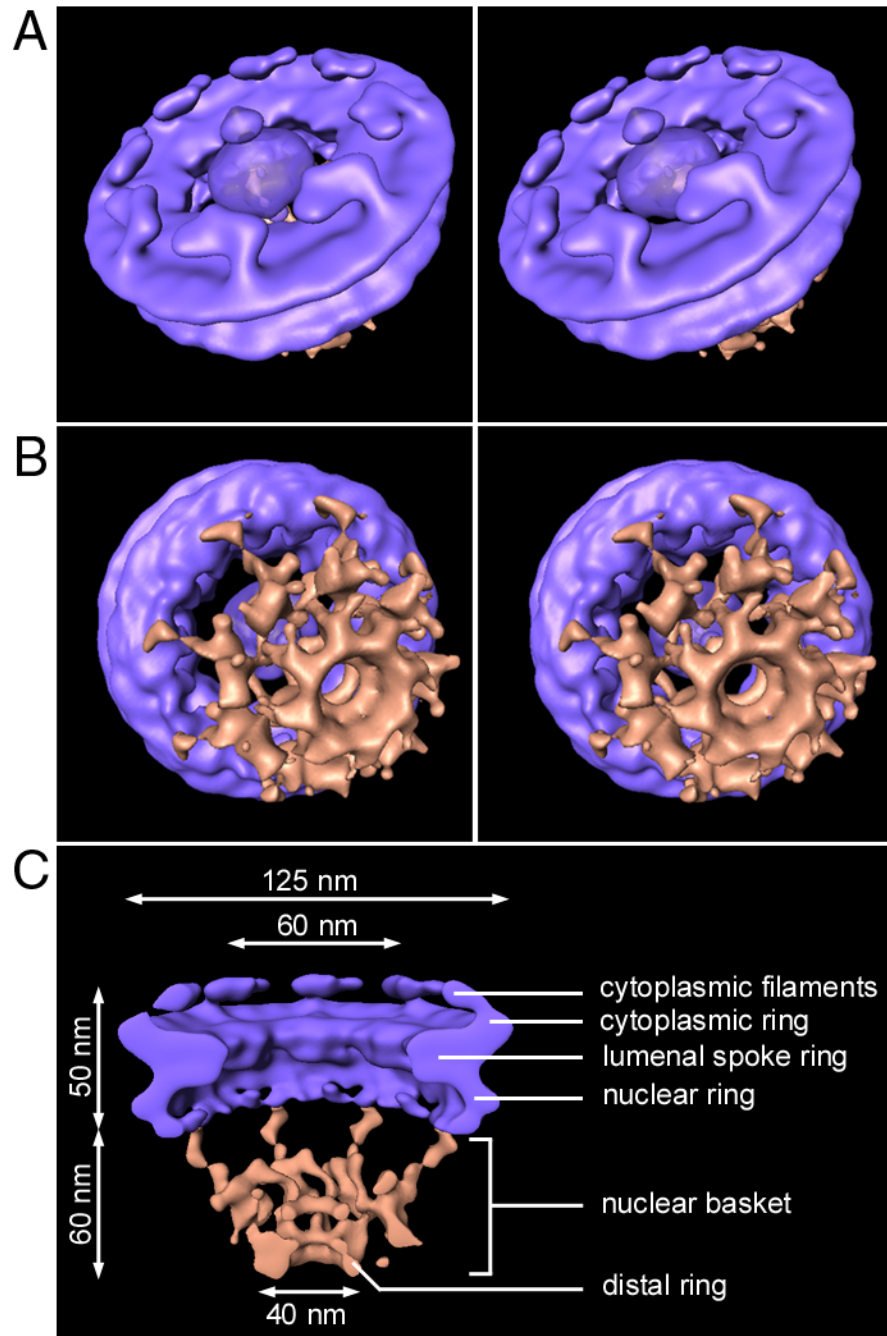 A
B
C
125 nm
60 nm
50 nm
60 nm
40 nm
cytoplasmic filaments
cytoplasmic ring
lumenal spoke ring
nuclear ring
nuclear basket
distal ring